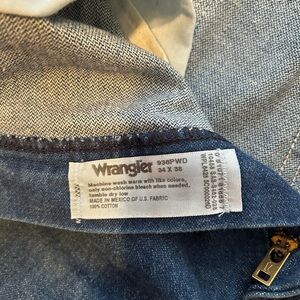 Wrangler 936PWD
34 X 38
Machine wash warm with like colors,
only non-chlorine bleach when needed,
tumble dry low
MADE IN MEXICO OF U.S. FABRIC
100% COTTON